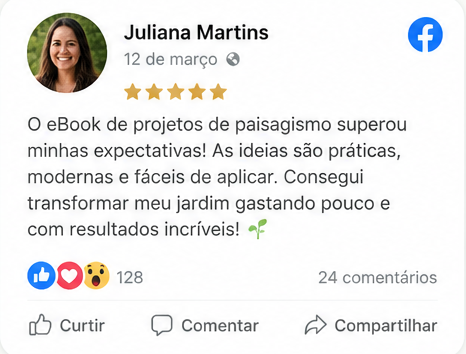 Juliana Martins
12 de março
O eBook de projetos de paisagismo superou
minhas expectativas! As ideias são práticas,
modernas e fáceis de aplicar. Consegui
transformar meu jardim gastando pouco e
com resultados incríveis! 🌱
128
24 comentários
Curtir
Comentar
Compartilhar